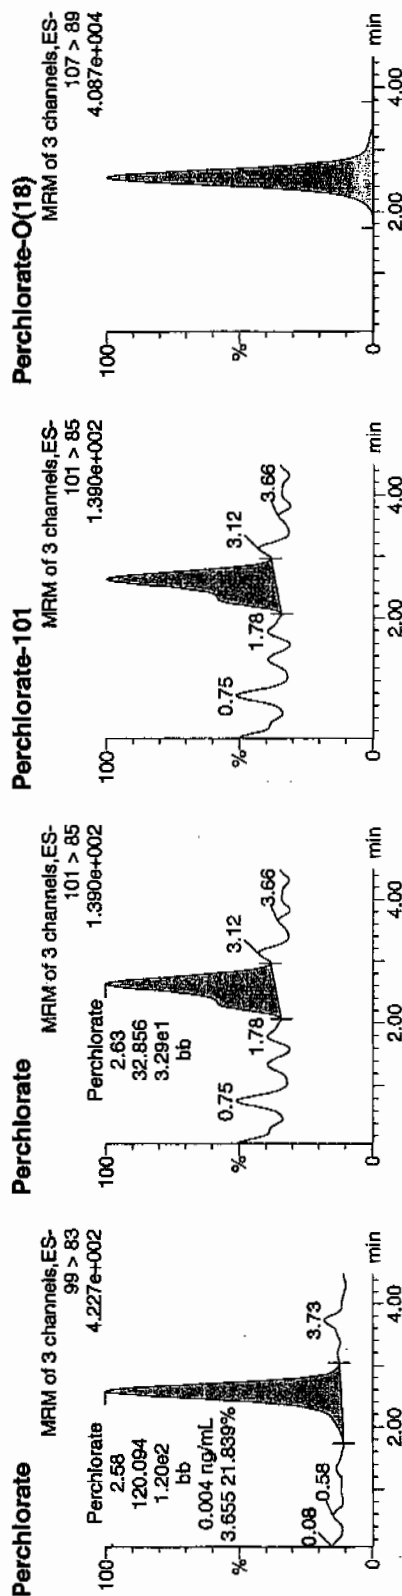 Perchlorate
MRM of 3 channels,ES-
99 > 83
4.227e+002
100
Perchlorate
2.58
120.094
1.20e2
bb
0.004 ng/mL
3.655 21.839%
%
0.08
0.58
3.73
0
2.00
4.00
min
Perchlorate
MRM of 3 channels,ES-
101 > 85
1.390e+002
100
Perchlorate
2.63
32.856
3.29e1
bb
%
0.75
1.78
3.12
3.66
0
2.00
4.00
min
Perchlorate-101
MRM of 3 channels,ES-
101 > 85
1.390e+002
100
%
0.75
1.78
3.12
3.66
0
2.00
4.00
min
Perchlorate-O(18)
MRM of 3 channels,ES-
107 > 89
4.087e+004
100
%
0
2.00
4.00
min